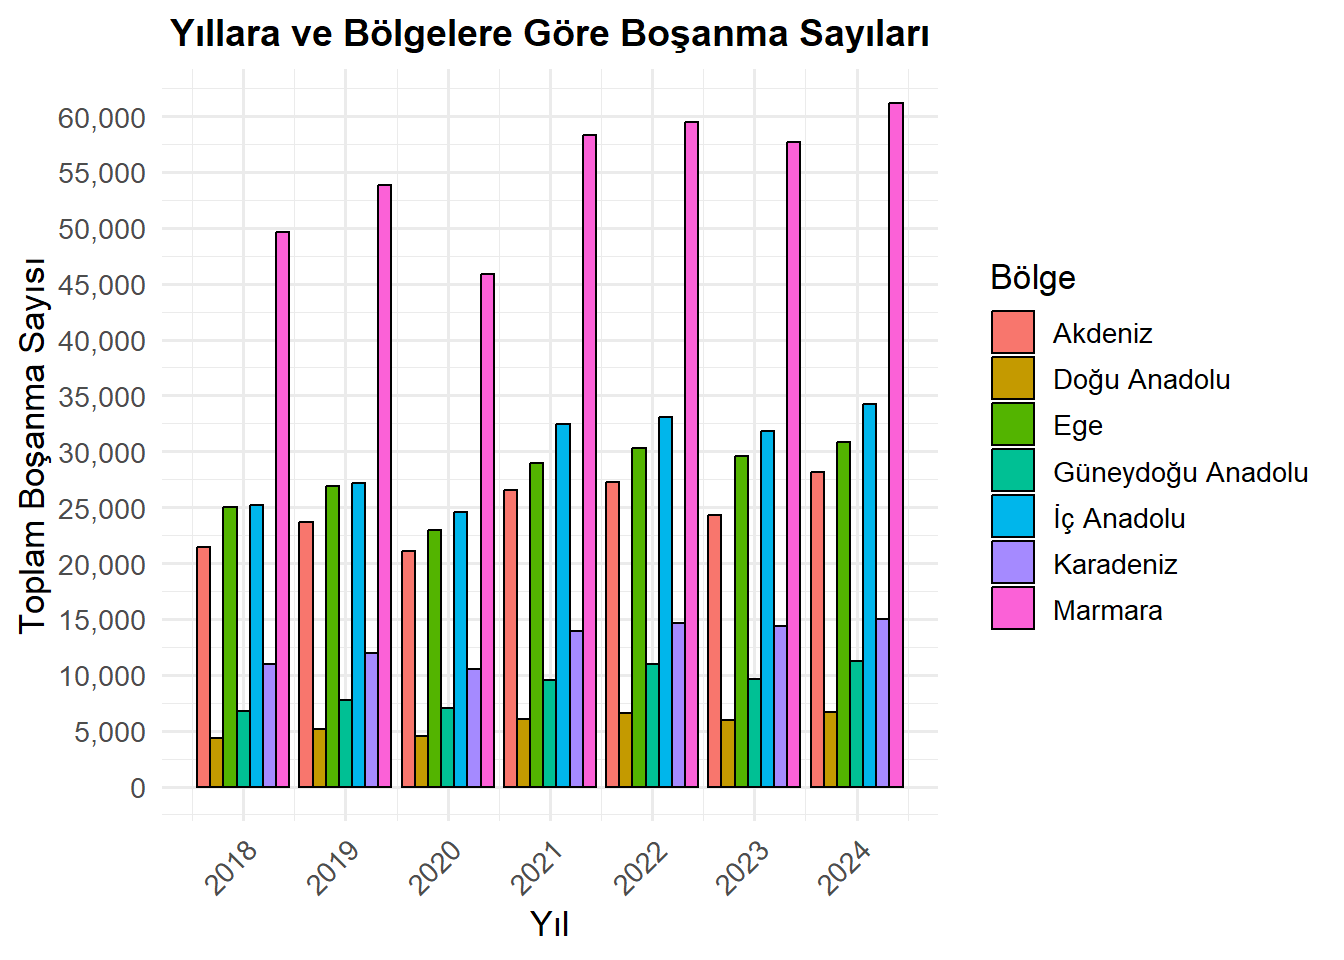 Yıllara ve Bölgelere Göre Boşanma Sayıları
Toplam Boşanma Sayısı
60,000
55,000
50,000
45,000
40,000
35,000
30,000
25,000
20,000
15,000
10,000
5,000
0
2018
2019
2020
2021
2022
2023
2024
Yıl
Bölge
Akdeniz
Doğu Anadolu
Ege
Güneydoğu Anadolu
İç Anadolu
Karadeniz
Marmara